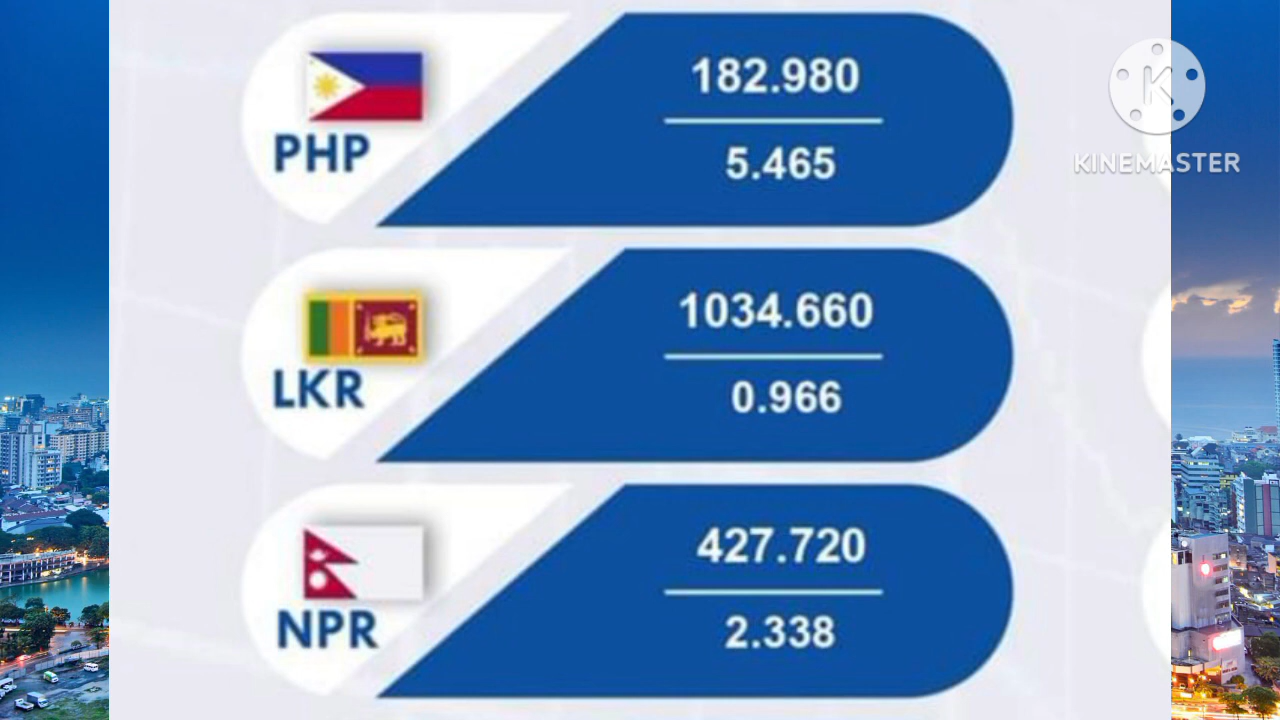 PHP
182.980
5.465
LKR
1034.660
0.966
NPR
427.720
2.338
K
KINEMASTER